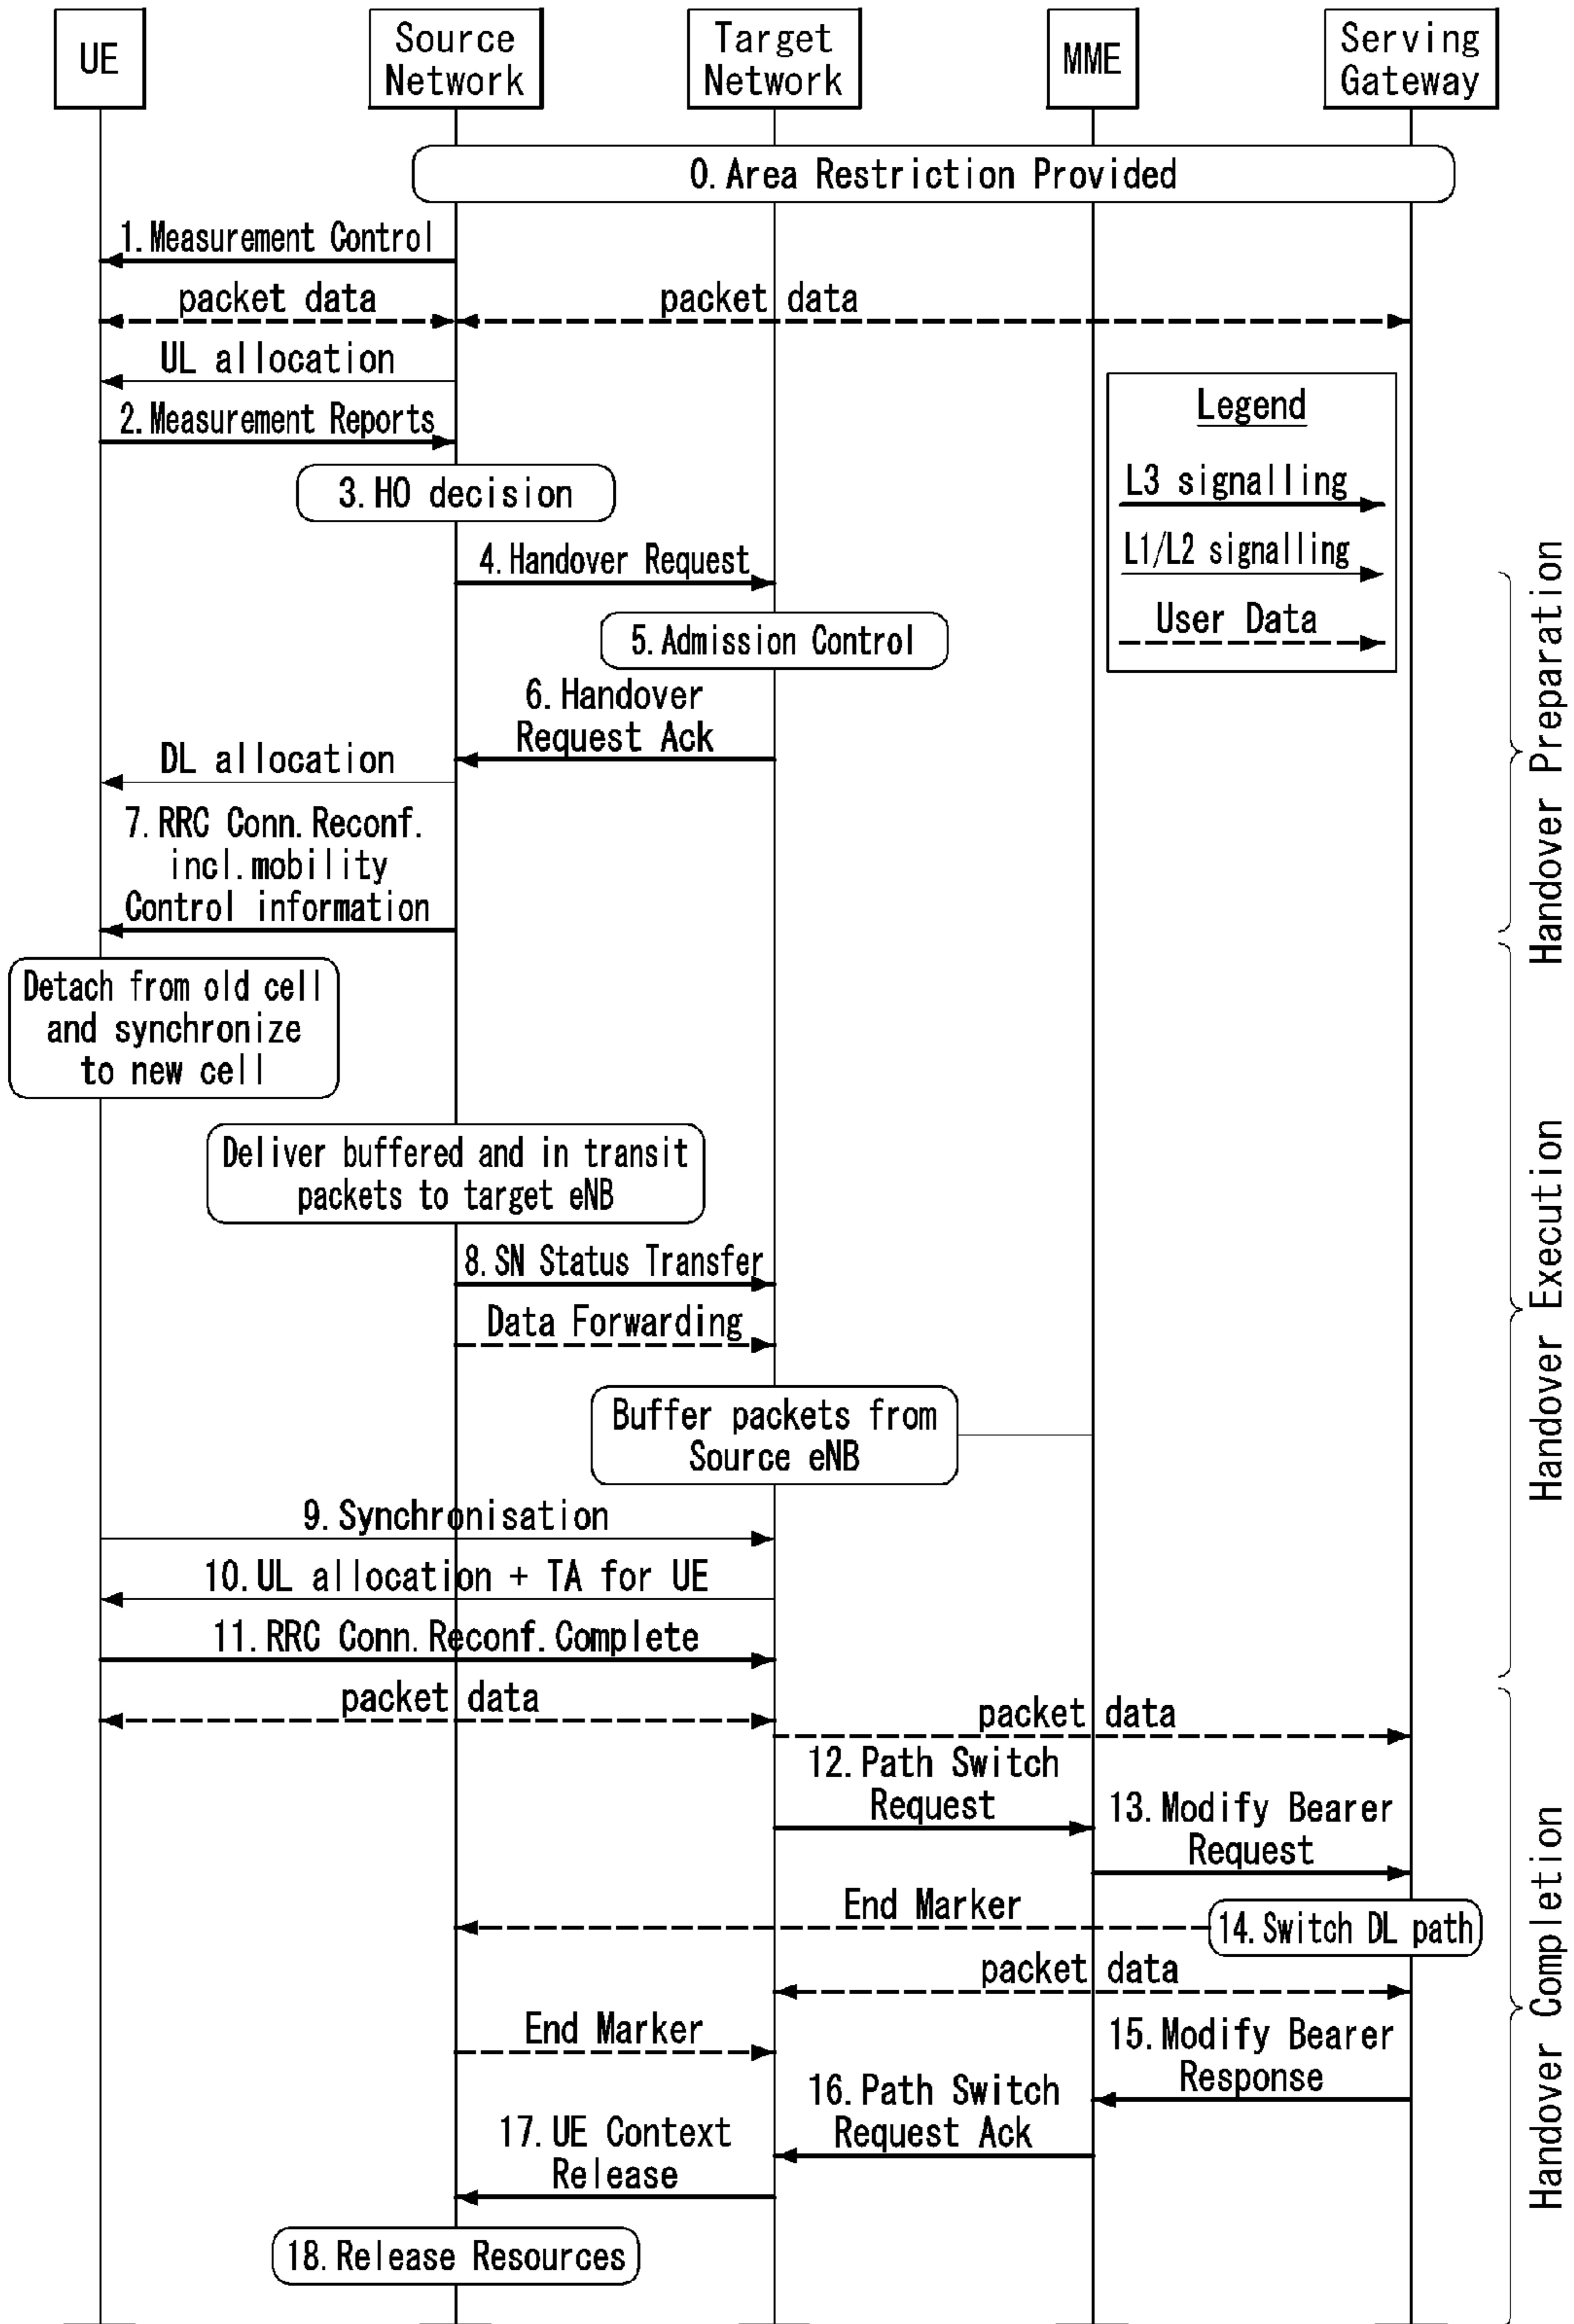 UE
Source
Network
Target
Network
MME
Serving
Gateway
0.Area Restriction Provided
1.Measurement Control
packet data
packet data
UL allocation
2.Measurement Reports
Legend
L3 signalling
L1/L2 signalling
User Data
3.HO decision
4.Handover Request
5.Admission Control
6.Handover
Request Ack
DL allocation
7.RRC Conn.Reconf.
incl.mobility
Control information
Handover Preparation
Detach from old cell
and synchronize
to new cell
Deliver buffered and in transit
packets to target eNB
8.SN Status Transfer
Data Forwarding
Buffer packets from
Source eNB
9.Synchronisation
10.UL allocation + TA for UE
11.RRC Conn.Reconf.Complete
Handover Execution
packet data
packet data
12.Path Switch
Request
13.Modify Bearer
Request
End Marker
14.Switch DL path
packet data
End Marker
15.Modify Bearer
Response
16.Path Switch
Request Ack
17.UE Context
Release
18.Release Resources
Handover Completion